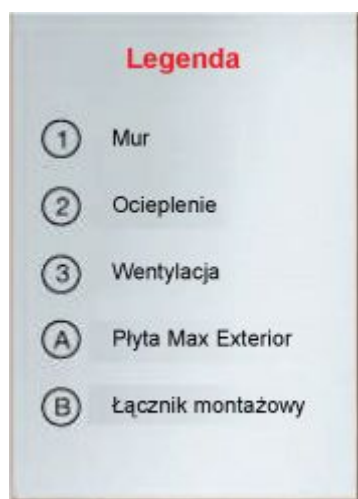 Legenda
1 Mur
2 Ocieplenie
3 Wentylacja
A Płyta Max Exterior
B Łącznik montażowy